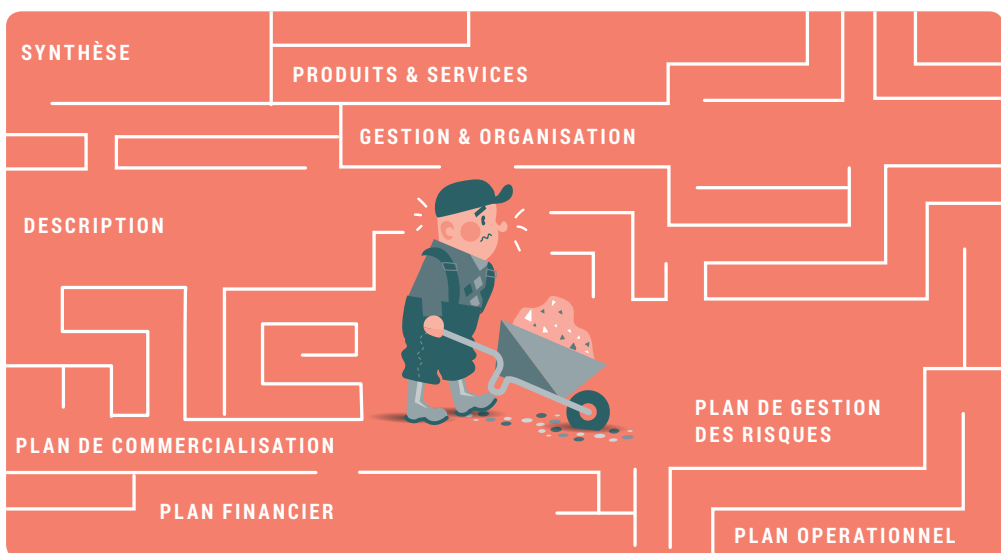 SYNTHÈSE
PRODUITS & SERVICES
GESTION & ORGANISATION
DESCRIPTION
PLAN DE GESTION
DES RISQUES
PLAN DE COMMERCIALISATION
PLAN FINANCIER
PLAN OPERATIONNEL